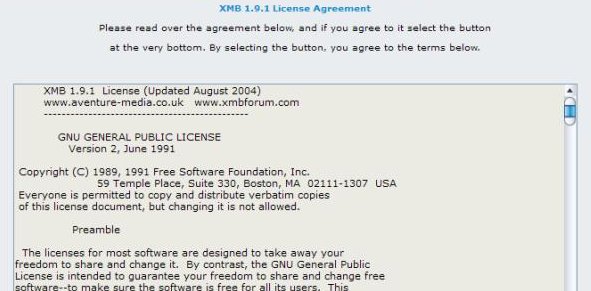 XMB 1.9.1 License Agreement
Please read over the agreement below, and if you agree to it select the button
at the very bottom. By selecting the button, you agree to the terms below.
XMB 1.9.1 License (Updated August 2004)
www.aventure-media.co.uk www.xmbforum.com
----------------------------------------------
GNU GENERAL PUBLIC LICENSE
Version 2, June 1991
Copyright (C) 1989, 1991 Free Software Foundation, Inc.
59 Temple Place, Suite 330, Boston, MA 02111-1307 USA
Everyone is permitted to copy and distribute verbatim copies
of this license document, but changing it is not allowed.
Preamble
The licenses for most software are designed to take away your
freedom to share and change it. By contrast, the GNU General Public
License is intended to guarantee your freedom to share and change free
software--to make sure the software is free for all its users. This